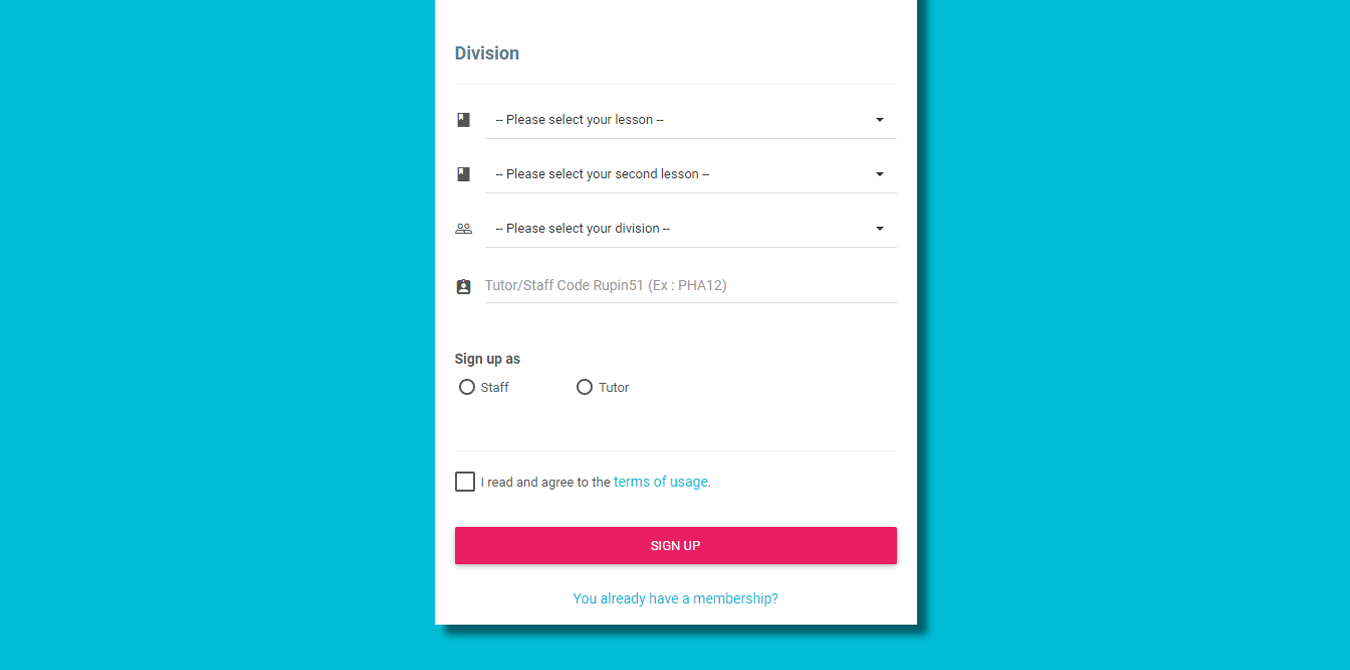 Division
-- Please select your lesson --
-- Please select your second lesson --
-- Please select your division --
Tutor/Staff Code Rupin51 (Ex : PHA12)
Sign up as
Staff
Tutor
I read and agree to the terms of usage.
SIGN UP
You already have a membership?